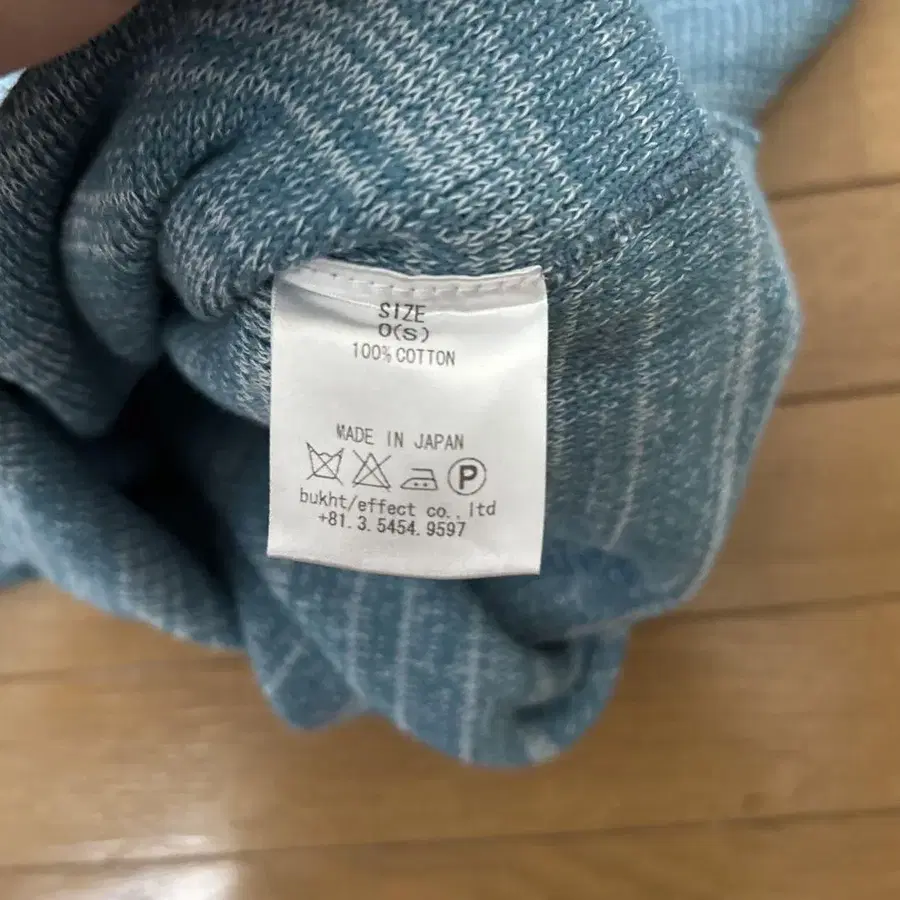 SIZE
0(S)
100% COTTON
MADE IN JAPAN
P
bukht/effect co.,ltd
+81.3.5454.9597